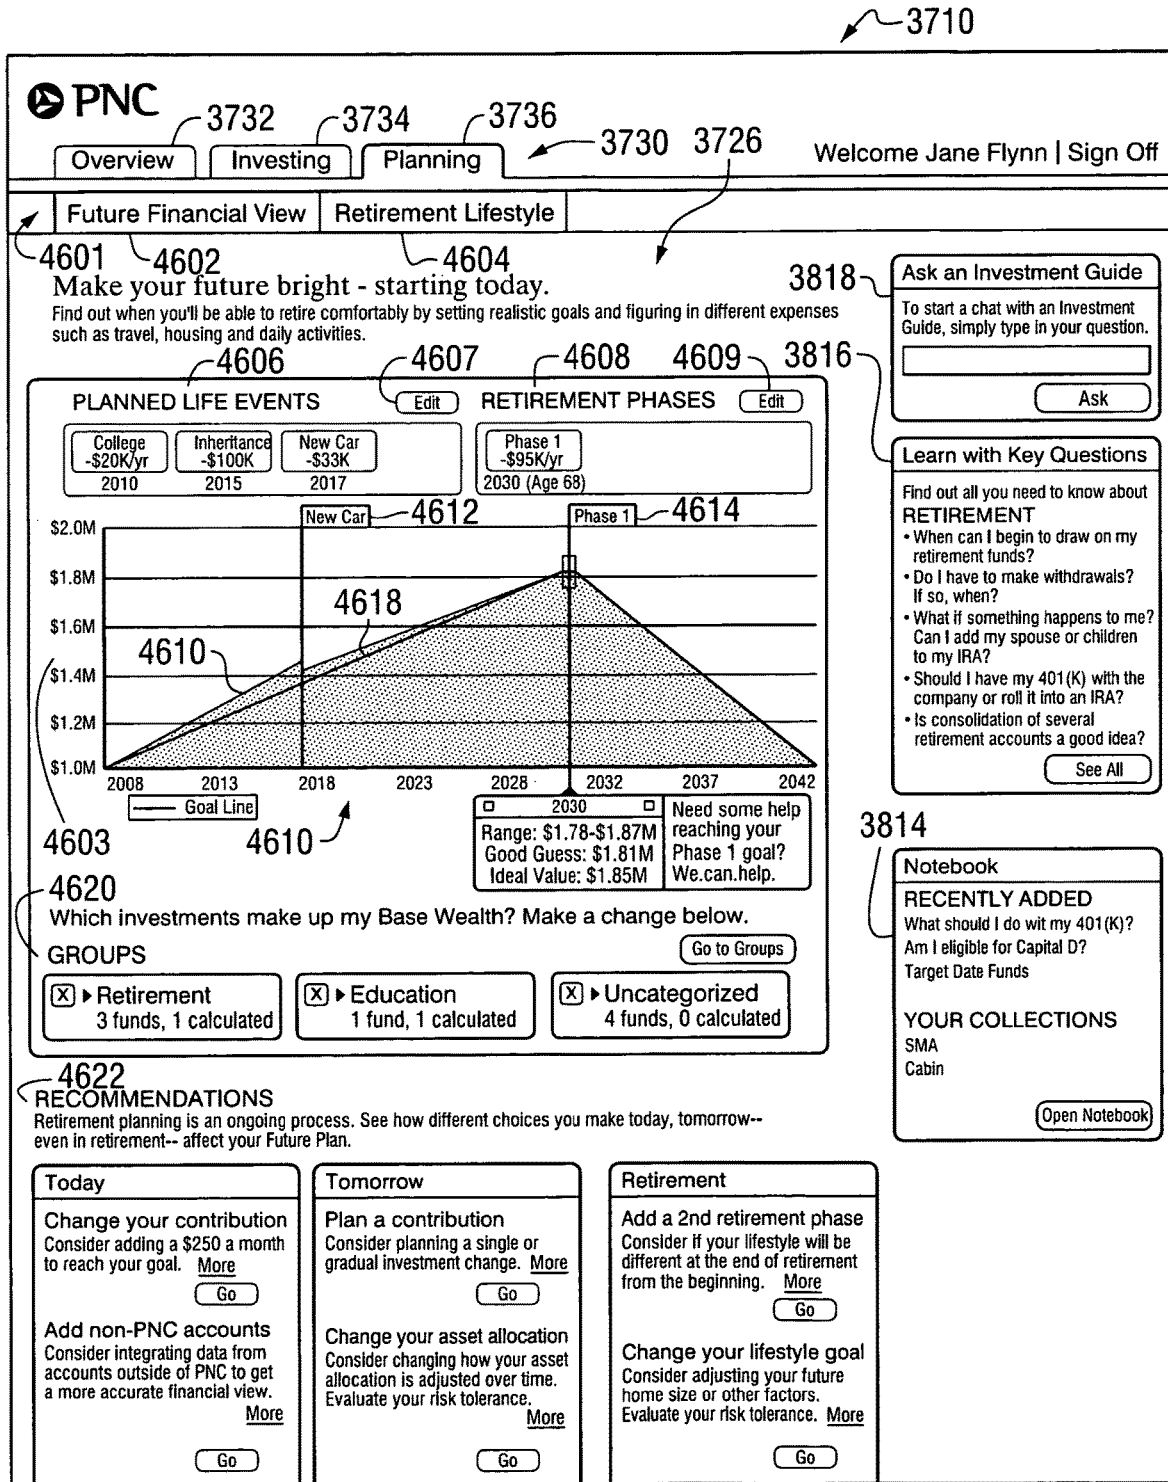 3710
PNC
3732
3734
3736
3730
3726
Overview
Investing
Planning
Welcome Jane Flynn | Sign Off
Future Financial View
Retirement Lifestyle
4601
4602
4604
Make your future bright - starting today.
Find out when you'll be able to retire comfortably by setting realistic goals and figuring in different expenses
such as travel, housing and daily activities.
4606
4607
4608
4609
PLANNED LIFE EVENTS
Edit
RETIREMENT PHASES
Edit
College
-$20K/yr
2010
Inheritance
-$100K
2015
New Car
-$33K
2017
Phase 1
-$95K/yr
2030 (Age 68)
New Car
4612
Phase 1
4614
$2.0M
$1.8M
$1.6M
$1.4M
$1.2M
$1.0M
4618
4610
2008
2013
2018
2023
2028
2032
2037
2042
Goal Line
4603
4610
2030
Range: $1.78-$1.87M
Good Guess: $1.81M
Ideal Value: $1.85M
Need some help
reaching your
Phase 1 goal?
We.can.help.
4620
Which investments make up my Base Wealth? Make a change below.
GROUPS
Go to Groups
X Retirement
3 funds, 1 calculated
X Education
1 fund, 1 calculated
X Uncategorized
4 funds, 0 calculated
4622
RECOMMENDATIONS
Retirement planning is an ongoing process. See how different choices you make today, tomorrow--
even in retirement-- affect your Future Plan.
Today
Change your contribution
Consider adding a $250 a month
to reach your goal. More
Go
Add non-PNC accounts
Consider integrating data from
accounts outside of PNC to get
a more accurate financial view.
More
Go
Tomorrow
Plan a contribution
Consider planning a single or
gradual investment change. More
Go
Change your asset allocation
Consider changing how your asset
allocation is adjusted over time.
Evaluate your risk tolerance.
More
Go
Retirement
Add a 2nd retirement phase
Consider if your lifestyle will be
different at the end of retirement
from the beginning. More
Go
Change your lifestyle goal
Consider adjusting your future
home size or other factors.
Evaluate your risk tolerance. More
Go
3818
Ask an Investment Guide
To start a chat with an Investment
Guide, simply type in your question.
Ask
3816
Learn with Key Questions
Find out all you need to know about
RETIREMENT
• When can I begin to draw on my
retirement funds?
• Do I have to make withdrawals?
If so, when?
• What if something happens to me?
Can I add my spouse or children
to my IRA?
• Should I have my 401(K) with the
company or roll it into an IRA?
• Is consolidation of several
retirement accounts a good idea?
See All
3814
Notebook
RECENTLY ADDED
What should I do wit my 401(K)?
Am I eligible for Capital D?
Target Date Funds
YOUR COLLECTIONS
SMA
Cabin
Open Notebook